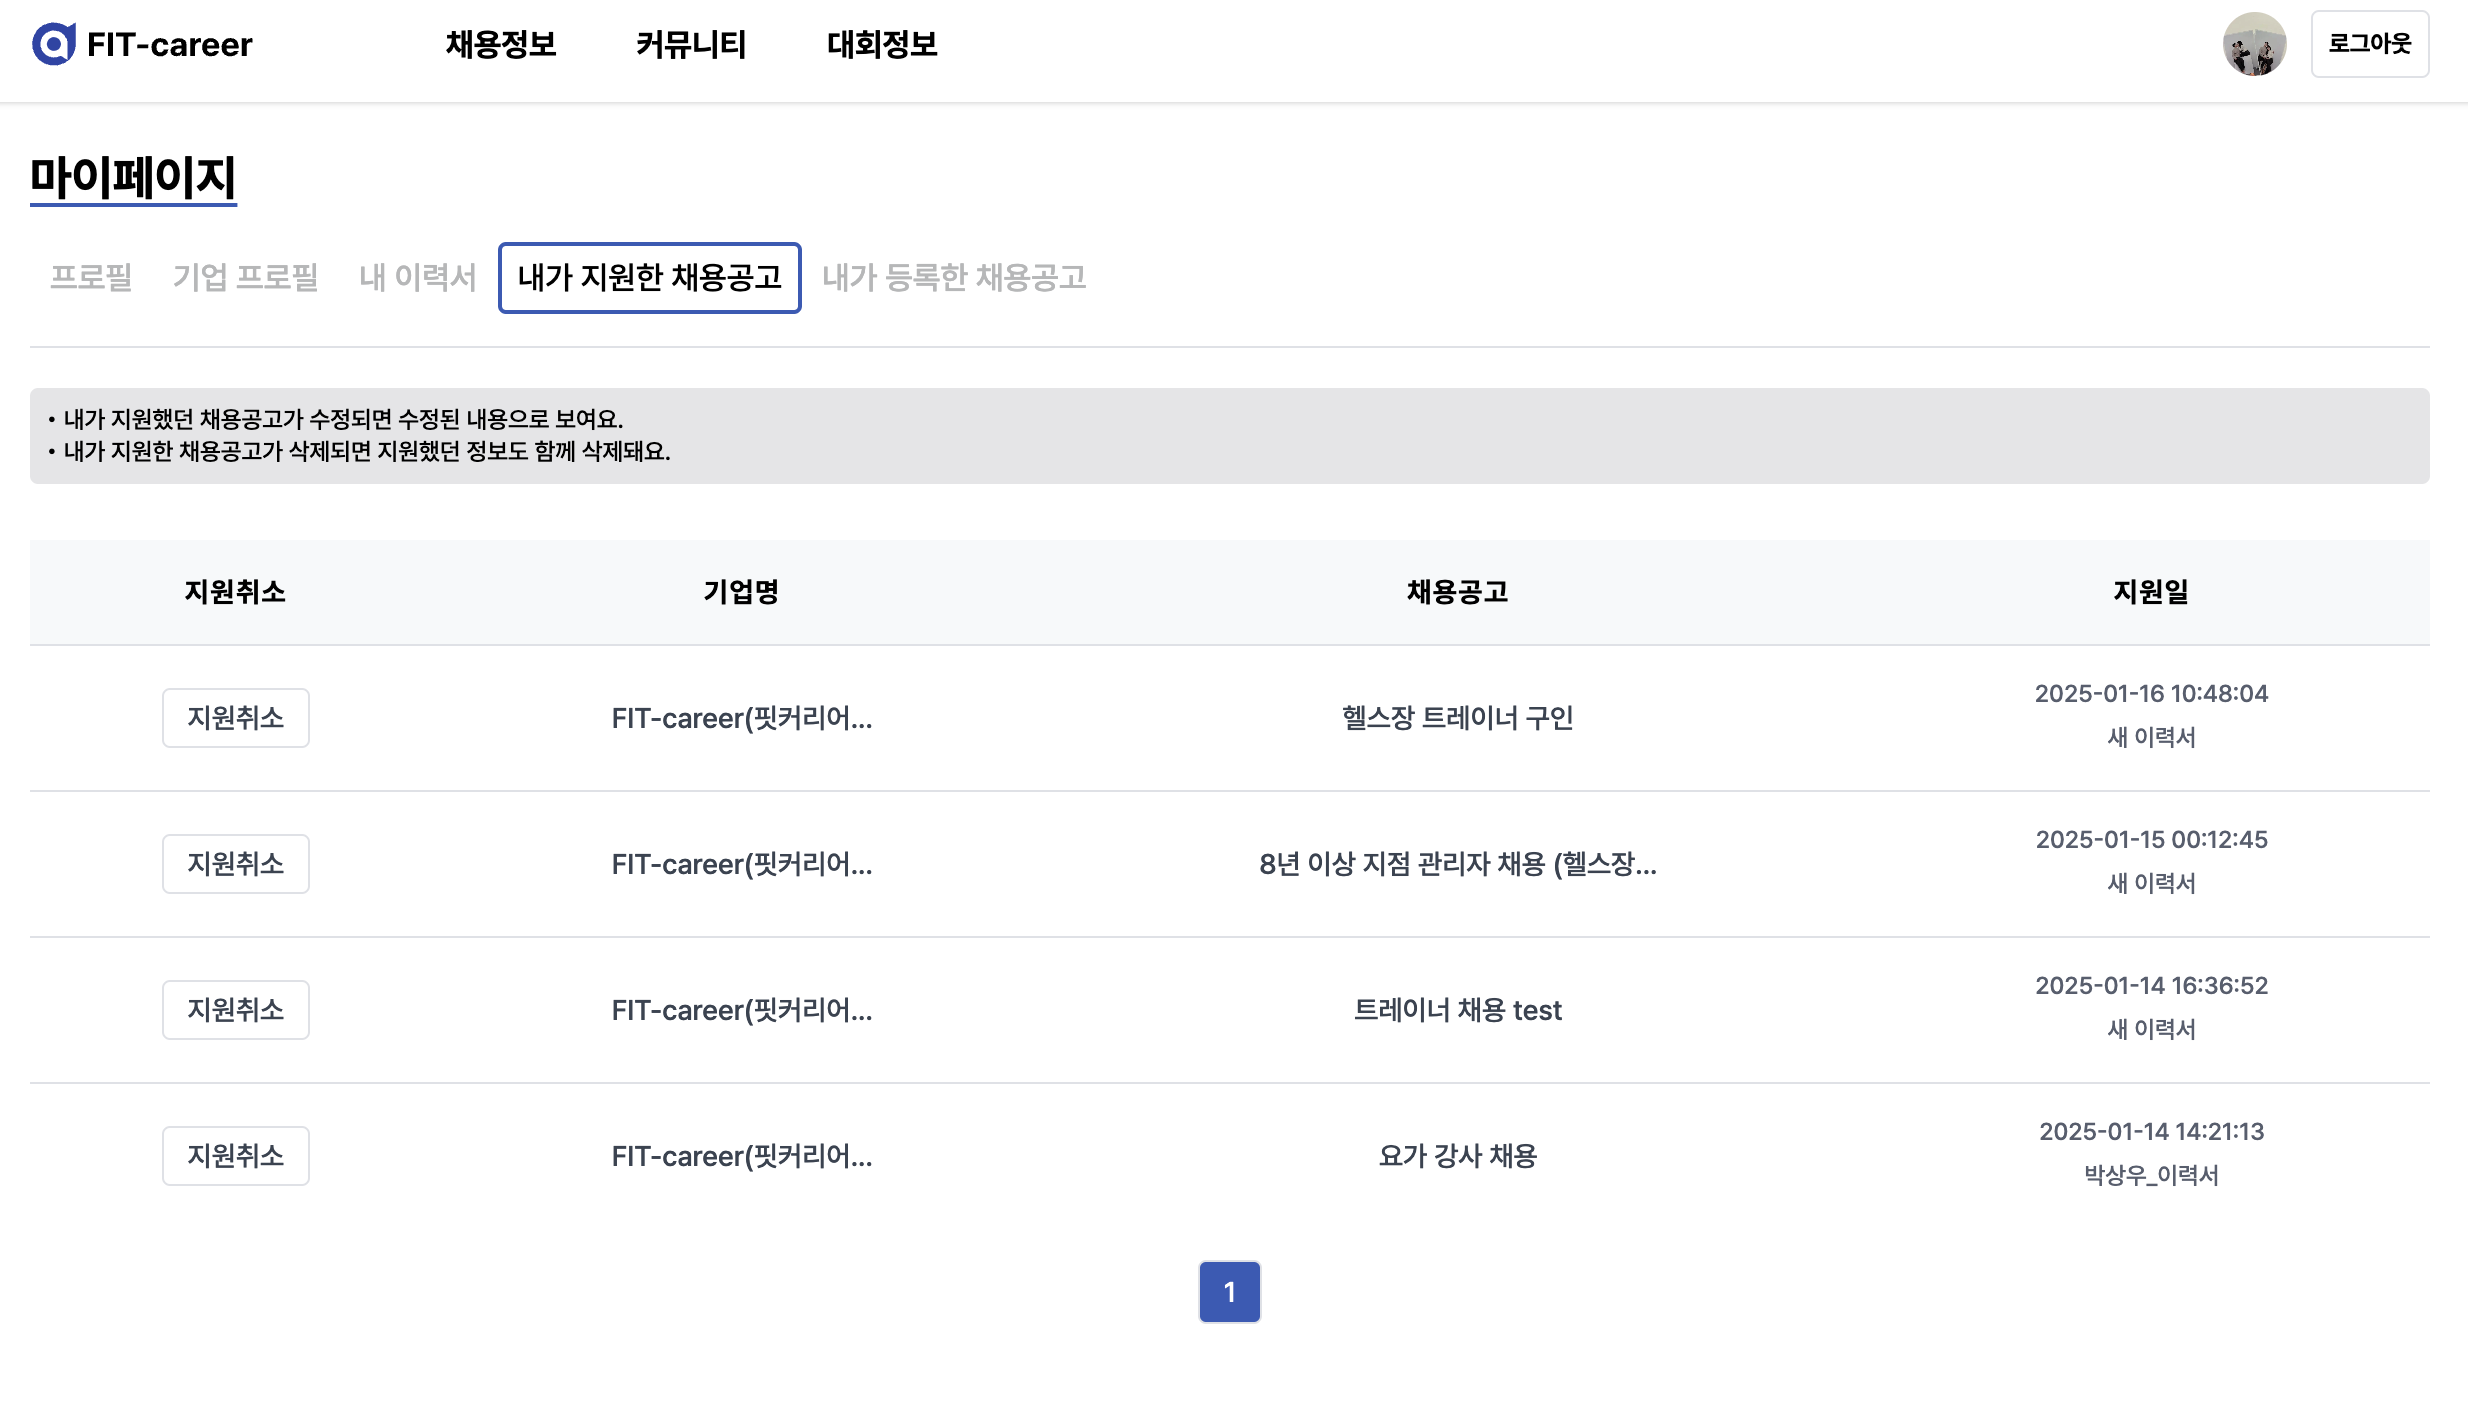 FIT-career 채용정보 커뮤니티 대회정보 로그아웃
마이페이지
프로필 기업 프로필 내 이력서 내가 지원한 채용공고 내가 등록한 채용공고
• 내가 지원했던 채용공고가 수정되면 수정된 내용으로 보여요.
• 내가 지원한 채용공고가 삭제되면 지원했던 정보도 함께 삭제돼요.
지원취소 기업명 채용공고 지원일
지원취소 FIT-career(핏커리어... 헬스장 트레이너 구인 2025-01-16 10:48:04
새 이력서
지원취소 FIT-career(핏커리어... 8년 이상 지점 관리자 채용 (헬스장... 2025-01-15 00:12:45
새 이력서
지원취소 FIT-career(핏커리어... 트레이너 채용 test 2025-01-14 16:36:52
새 이력서
지원취소 FIT-career(핏커리어... 요가 강사 채용 2025-01-14 14:21:13
박상우_이력서
1